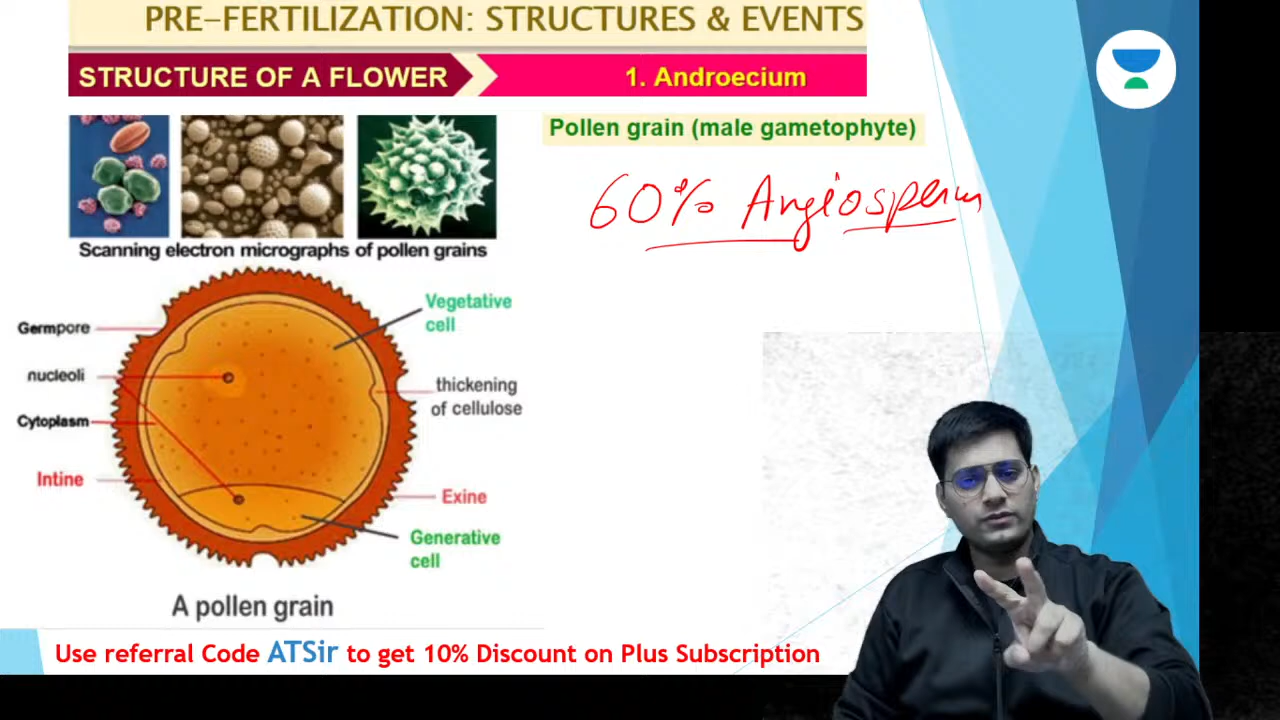 PRE-FERTILIZATION: STRUCTURES & EVENTS
STRUCTURE OF A FLOWER
1. Androecium
Pollen grain (male gametophyte)
60% Angiosperm
Scanning electron micrographs of pollen grains
Vegetative
cell
Germpore
nucleoli
thickening
of cellulose
Cytoplasm
Intine
Exine
Generative
cell
A pollen grain
Use referral Code ATSir to get 10% Discount on Plus Subscription